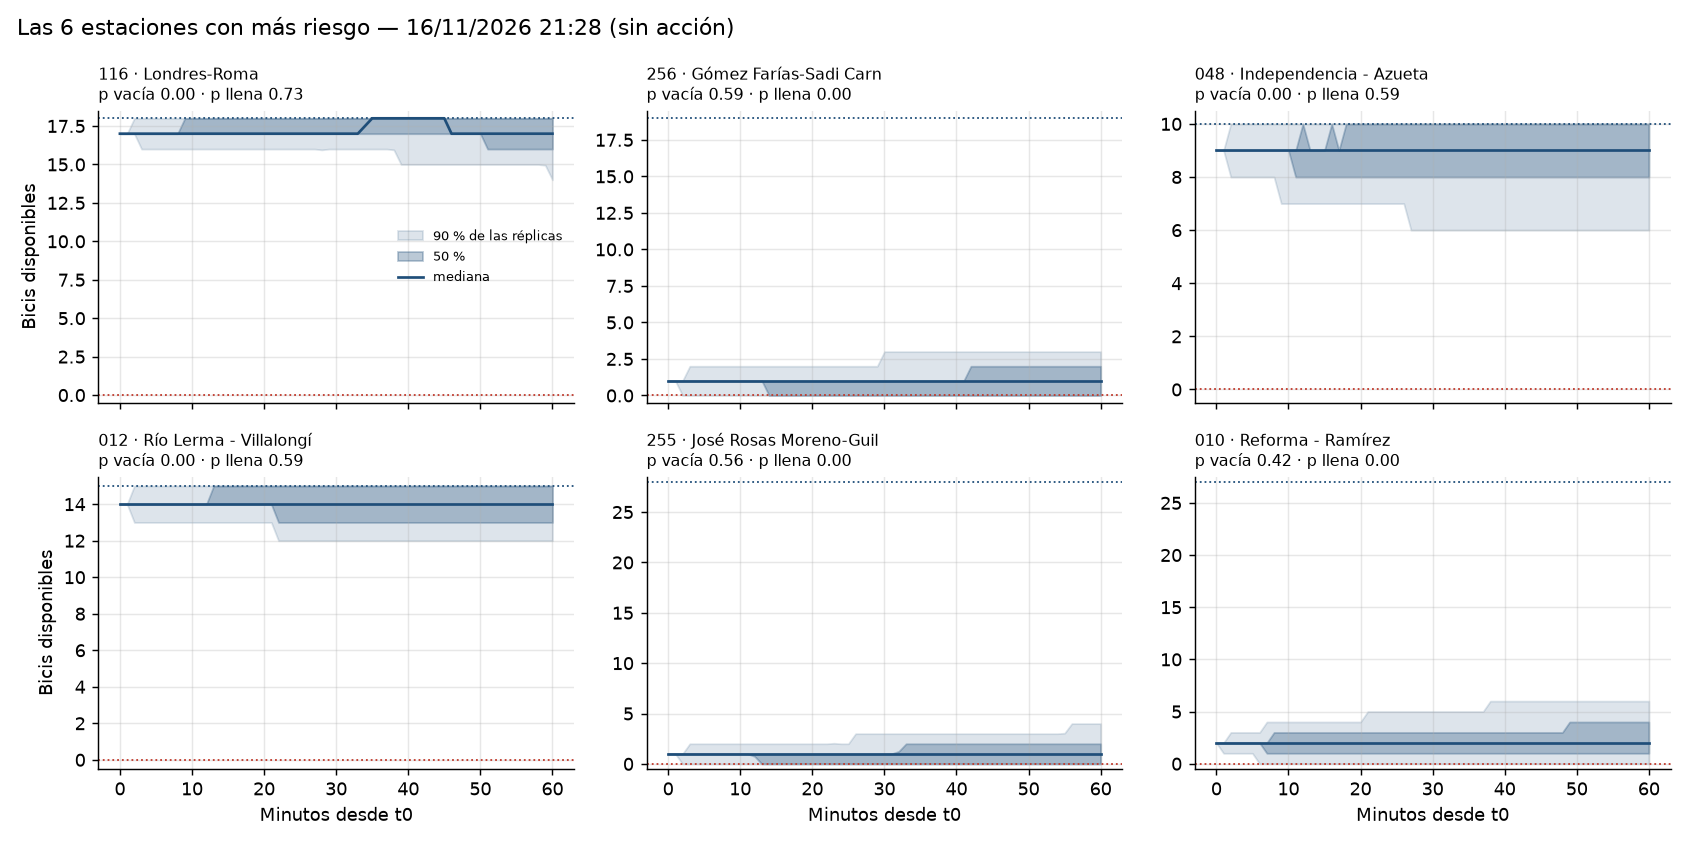 Las 6 estaciones con más riesgo — 16/11/2026 21:28 (sin acción)
116 · Londres-Roma
p vacía 0.00 · p llena 0.73
17.5
15.0
12.5
10.0
7.5
5.0
2.5
0.0
Bicis disponibles
90 % de las réplicas
50 %
mediana
256 · Gómez Farías-Sadi Carn
p vacía 0.59 · p llena 0.00
17.5
15.0
12.5
10.0
7.5
5.0
2.5
0.0
048 · Independencia - Azueta
p vacía 0.00 · p llena 0.59
10
8
6
4
2
0
012 · Río Lerma - Villalongí
p vacía 0.00 · p llena 0.59
14
12
10
8
6
4
2
0
Bicis disponibles
0 10 20 30 40 50 60
Minutos desde t0
255 · José Rosas Moreno-Guil
p vacía 0.56 · p llena 0.00
25
20
15
10
5
0
0 10 20 30 40 50 60
Minutos desde t0
010 · Reforma - Ramírez
p vacía 0.42 · p llena 0.00
25
20
15
10
5
0
0 10 20 30 40 50 60
Minutos desde t0